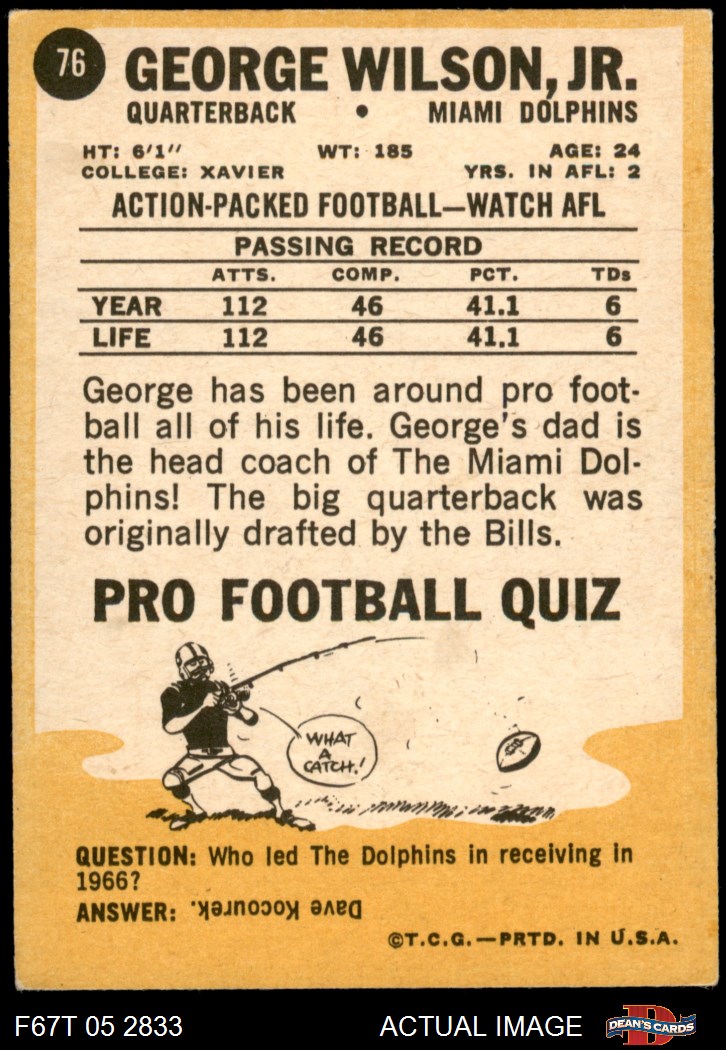 76
GEORGE WILSON, JR.
QUARTERBACK • MIAMI DOLPHINS
HT: 6'1" WT: 185 AGE: 24
COLLEGE: XAVIER YRS. IN AFL: 2
ACTION-PACKED FOOTBALL—WATCH AFL
PASSING RECORD
ATTS. COMP. PCT. TDs
YEAR 112 46 41.1 6
LIFE 112 46 41.1 6
George has been around pro foot-
ball all of his life. George's dad is
the head coach of The Miami Dol-
phins! The big quarterback was
originally drafted by the Bills.
PRO FOOTBALL QUIZ
WHAT
A
CATCH!
QUESTION: Who led The Dolphins in receiving in
1966?
ANSWER: Dave Kocourek.
©T.C.G.—PRTD. IN U.S.A.
F67T 05 2833 ACTUAL IMAGE DEAN'S CARDS